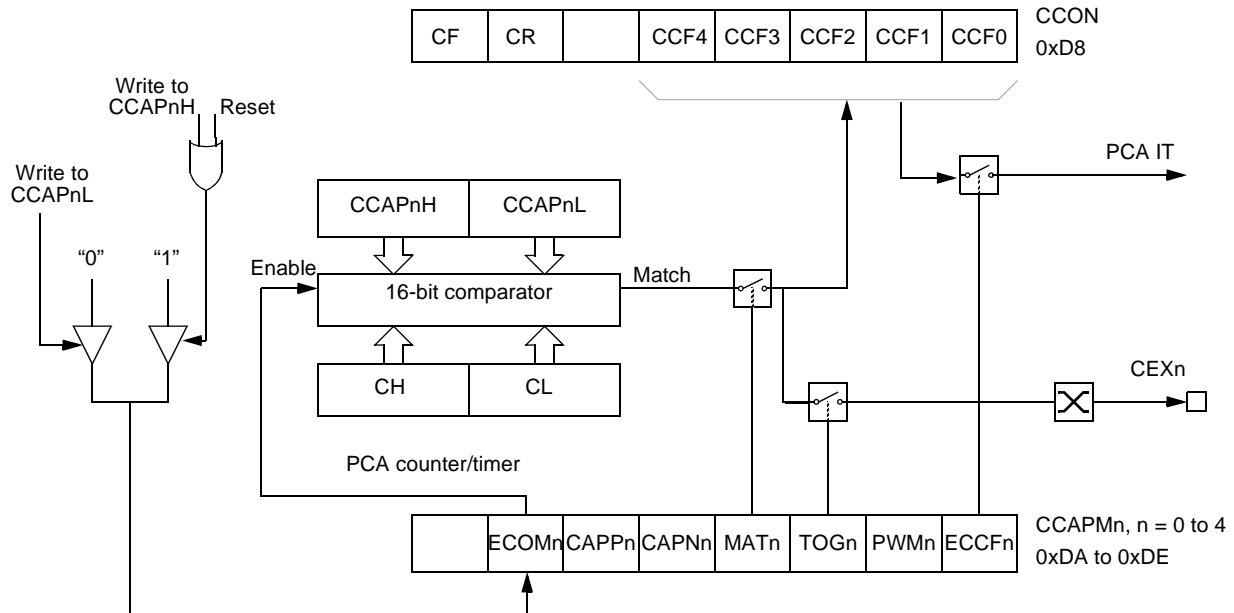 CF CR CCF4 CCF3 CCF2 CCF1 CCF0
CCON
0xD8
Write to
CCAPnH Reset
Write to
CCAPnL
PCA IT
CCAPnH CCAPnL
“0” “1”
Enable
16-bit comparator
Match
CH CL
CEXn
PCA counter/timer
ECOMn CAPPn CAPNn MATn TOGn PWMn ECCFn
CCAPMn, n = 0 to 4
0xDA to 0xDE